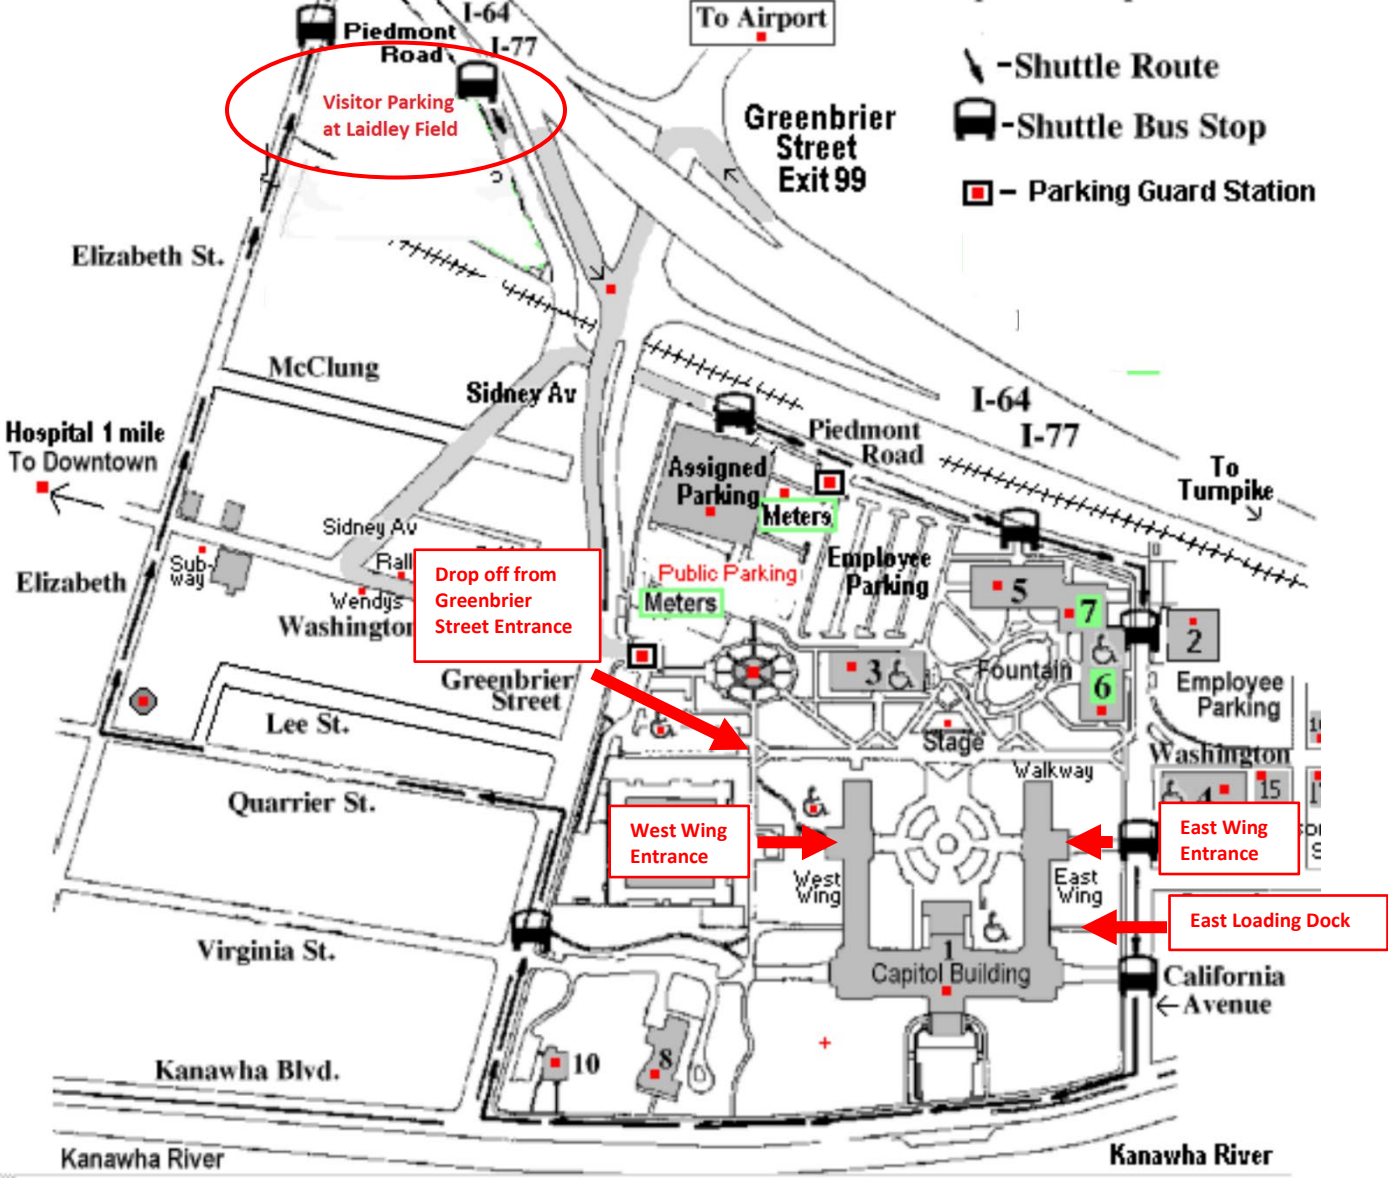 I-64
I-77
Piedmont
Road
To Airport
Visitor Parking
at Laidley Field
-Shuttle Route
-Shuttle Bus Stop
- Parking Guard Station
Greenbrier
Street
Exit 99
Elizabeth St.
McClung
Sidney Av
I-64
I-77
Hospital 1 mile
To Downtown
Piedmont
Road
To
Turnpike
Assigned
Parking
Meters
Sidney Av
Sub-
way
Elizabeth
Wendys
Washington
Drop off from
Greenbrier
Street Entrance
Public Parking
Meters
Employee
Parking
5
7
2
3
Fountain
6
Employee
Parking
Greenbrier
Street
Lee St.
Stage
Walkway
Washington
4
15
Quarrier St.
West Wing
Entrance
East Wing
Entrance
West
Wing
East
Wing
East Loading Dock
Virginia St.
1
Capitol Building
California
Avenue
Kanawha Blvd.
10
8
Kanawha River
Kanawha River